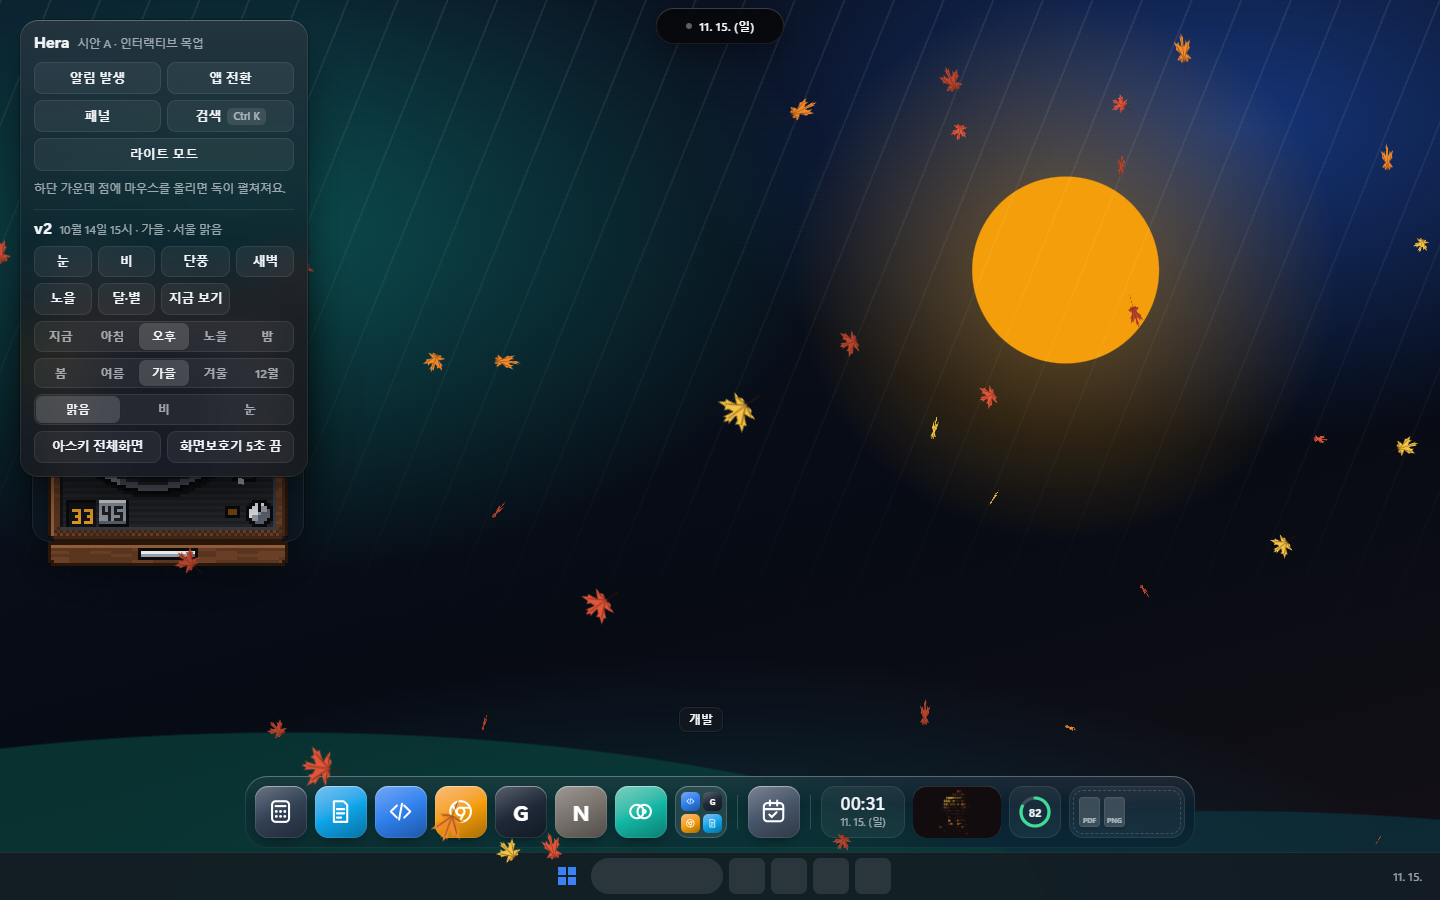 11. 15. (일)
Hera 시안 A · 인터랙티브 목업
알림 발생 앱 전환
패널 검색 Ctrl K
라이트 모드
하단 가운데 점에 마우스를 올리면 독이 펼쳐져요.
v2 10월 14일 15시 · 가을 · 서울 맑음
눈 비 단풍 새벽
노을 달·별 지금 보기
지금 아침 오후 노을 밤
봄 여름 가을 겨울 12월
맑음 비 눈
아스키 전체화면 화면보호기 5초 끔
33 45
개발
G N G 00:31 82 PDF PNG
11. 15. (일)
11. 15.